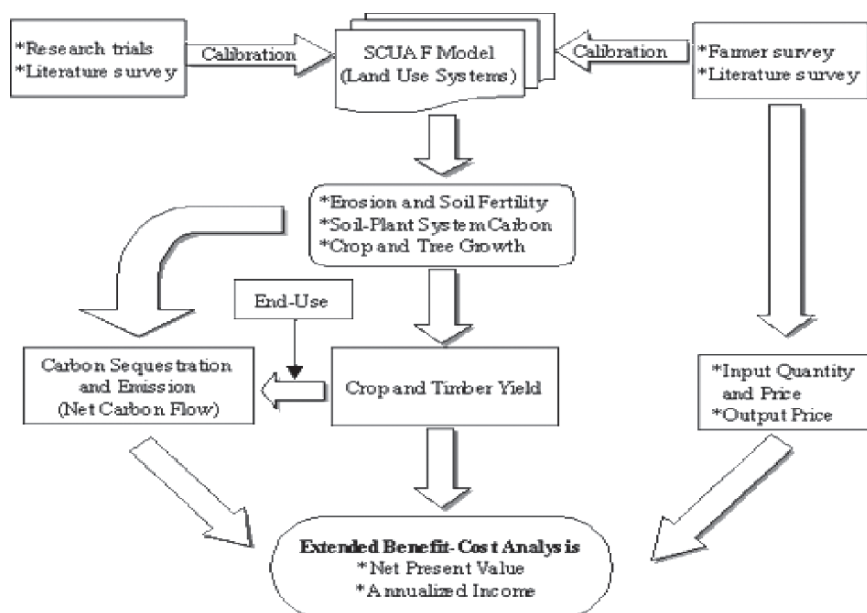 *Research trials
*Literature survey
Calibration
SCUAF Model
(Land Use Systems)
Calibration
*Farmer survey
*Literature survey
*Erosion and Soil Fertility
*Soil-Plant System Carbon
*Crop and Tree Growth
End-Use
Carbon Sequestration
and Emission
(Net Carbon Flow)
Crop and Timber Yield
*Input Quantity
and Price
*Output Price
Extended Benefit-Cost Analysis
*Net Present Value
*Annualized Income